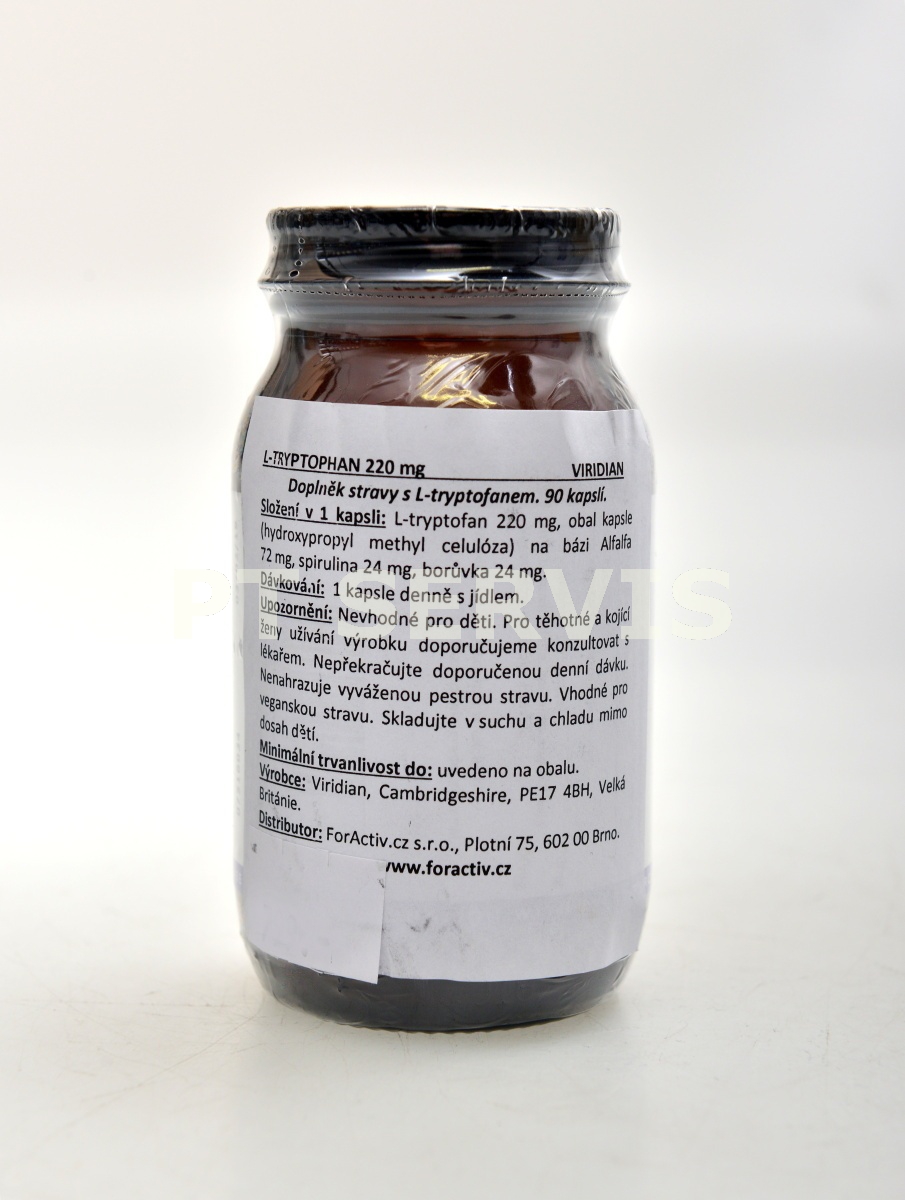 L-TRYPTOPHAN 220 mg VIRIDIAN
Doplněk stravy s L-tryptofanem. 90 kapslí.
Složení v 1 kapsli: L-tryptofan 220 mg, obal kapsle
(hydroxypropyl methyl celulóza) na bázi Alfalfa
72 mg, spirulina 24 mg, borůvka 24 mg.
Dávkování: 1 kapsle denně s jídlem.
Upozornění: Nevhodné pro děti. Pro těhotné a kojící
ženy užívání výrobku doporučujeme konzultovat s
lékařem. Nepřekračujte doporučenou denní dávku.
Nenahrazuje vyváženou pestrou stravu. Vhodné pro
veganskou stravu. Skladujte v suchu a chladu mimo
dosah dětí.
Minimální trvanlivost do: uvedeno na obalu.
Výrobce: Viridian, Cambridgeshire, PE17 4BH, Velká
Británie.
Distributor: ForActiv.cz s.r.o., Plotní 75, 602 00 Brno.
www.foractiv.cz
PT SERVIS